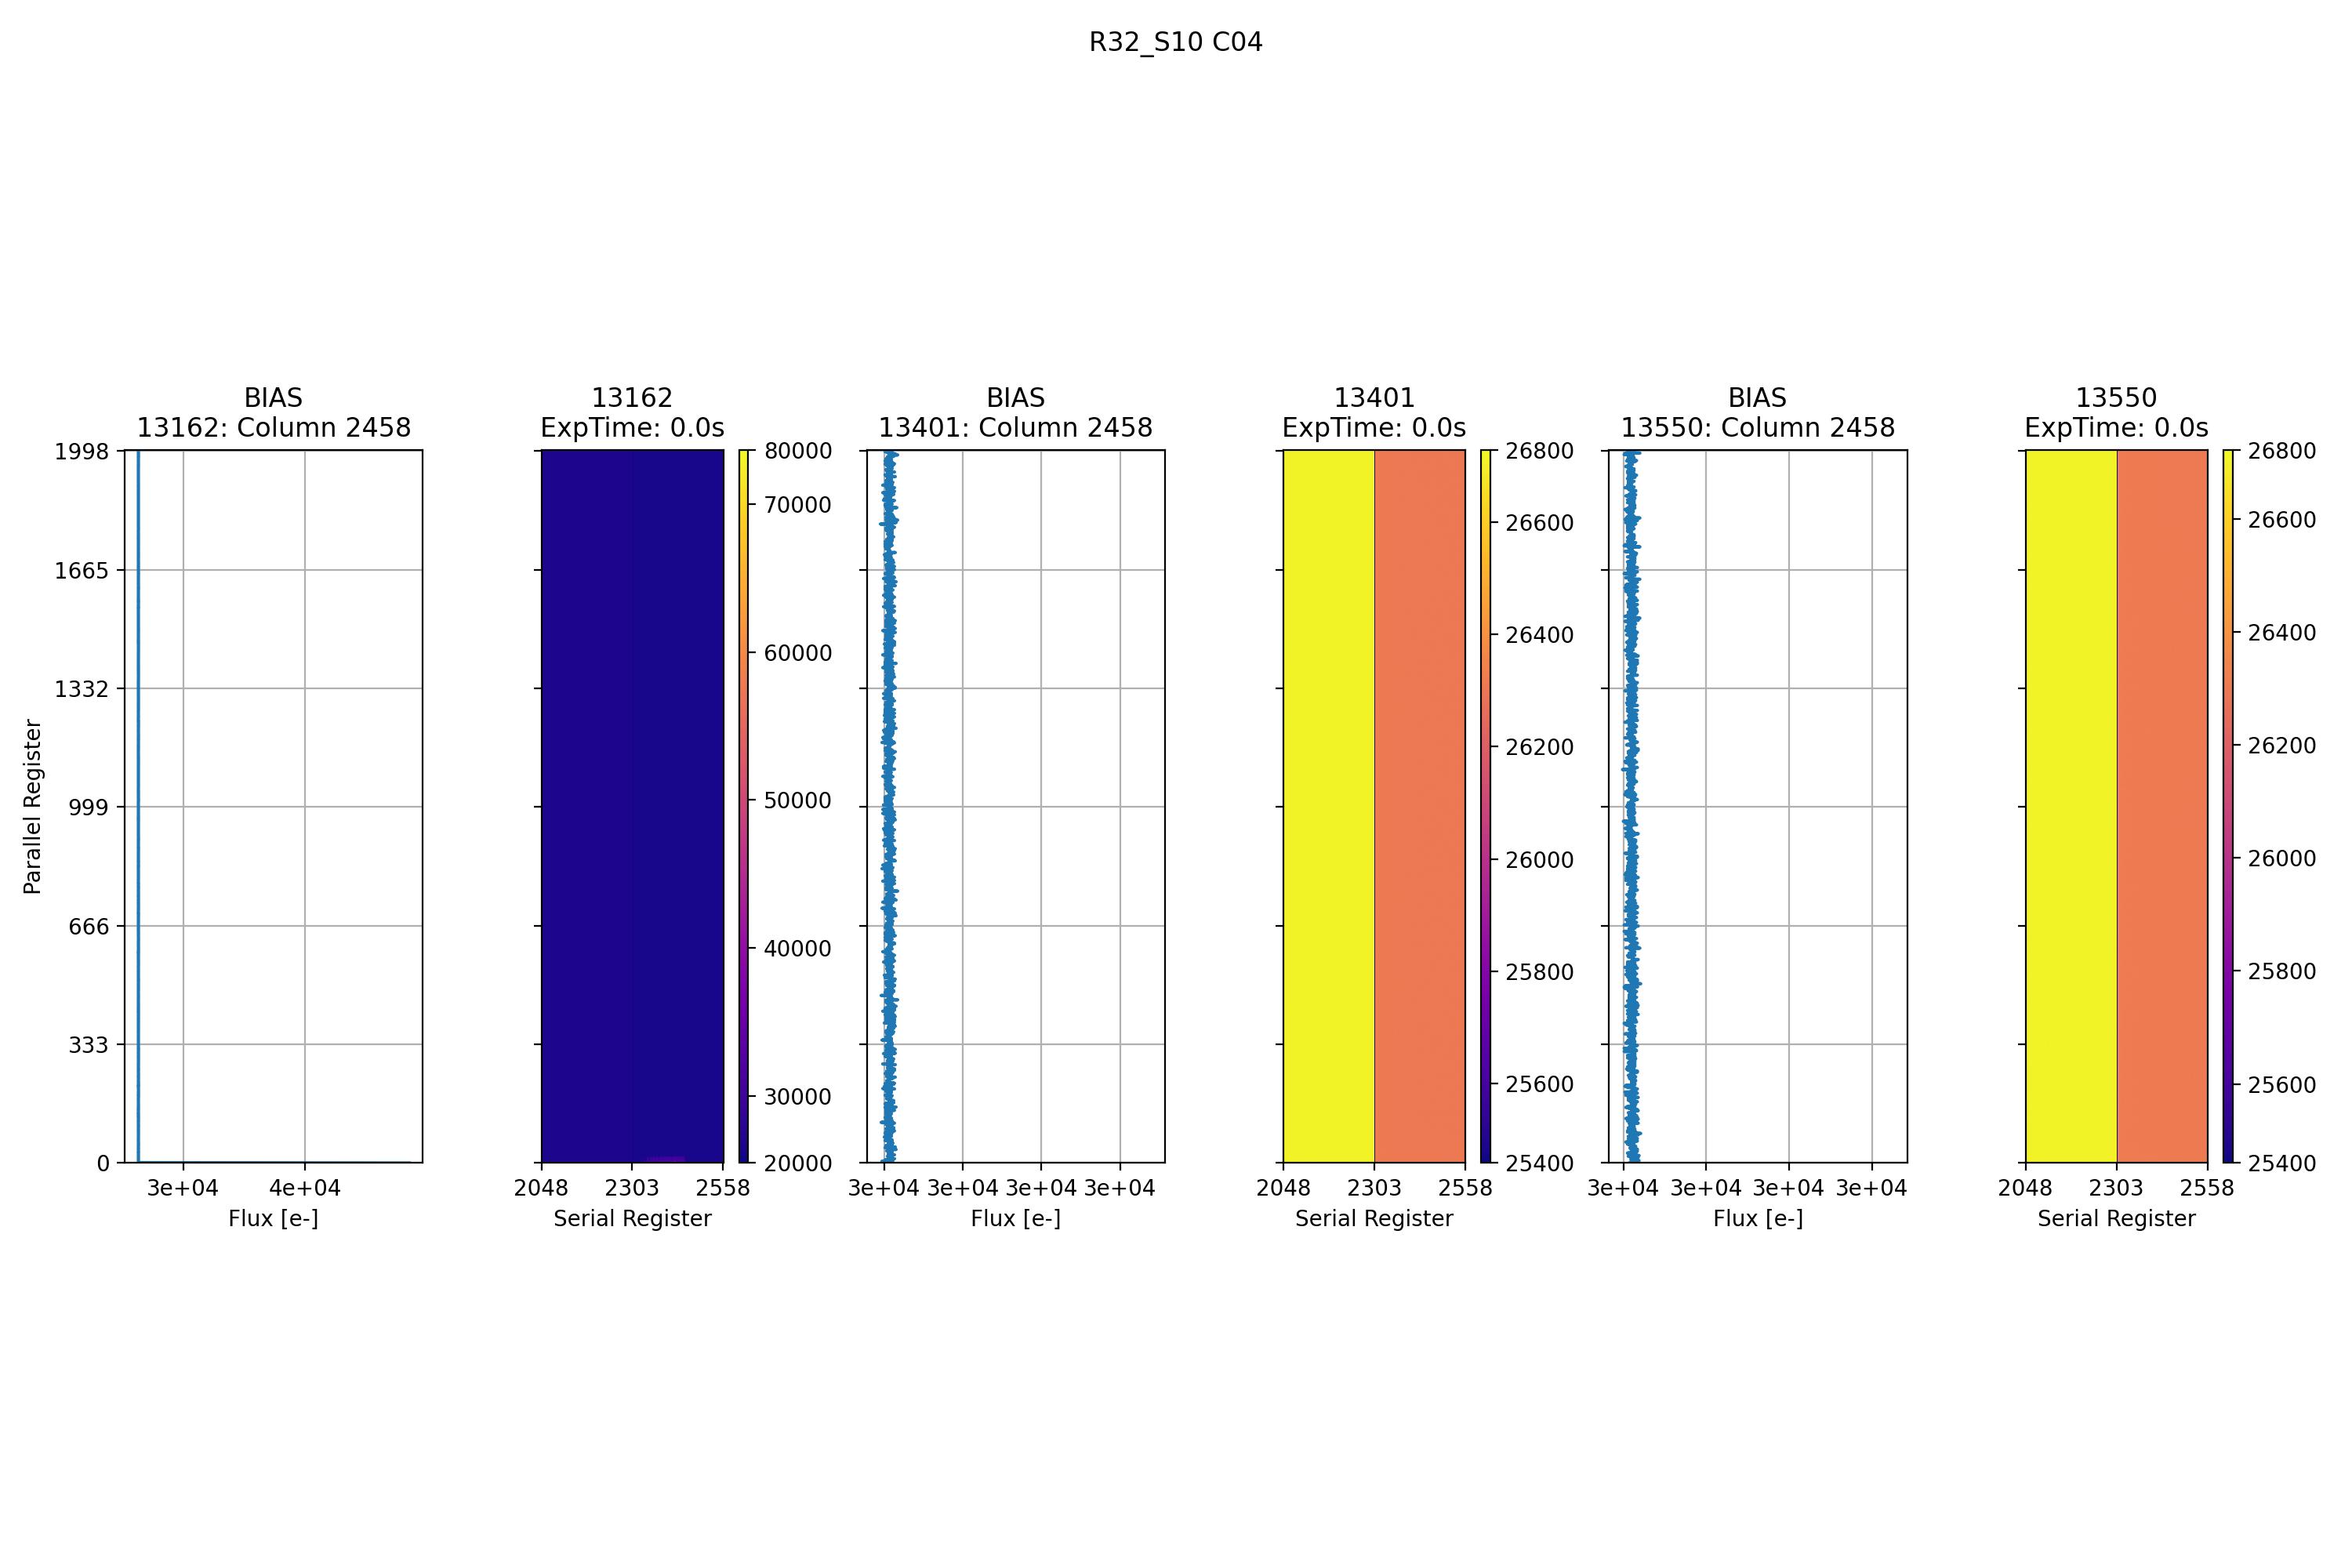 R32_S10 C04
BIAS
13162: Column 2458
13162
ExpTime: 0.0s
BIAS
13401: Column 2458
13401
ExpTime: 0.0s
BIAS
13550: Column 2458
13550
ExpTime: 0.0s
Parallel Register
1998
1665
1332
999
666
333
0
3e+04 4e+04
Flux [e-]
2048 2303 2558
Serial Register
80000
70000
60000
50000
40000
30000
20000
3e+04 3e+04 3e+04 3e+04
Flux [e-]
2048 2303 2558
Serial Register
26800
26600
26400
26200
26000
25800
25600
25400
3e+04 3e+04 3e+04 3e+04
Flux [e-]
2048 2303 2558
Serial Register
26800
26600
26400
26200
26000
25800
25600
25400